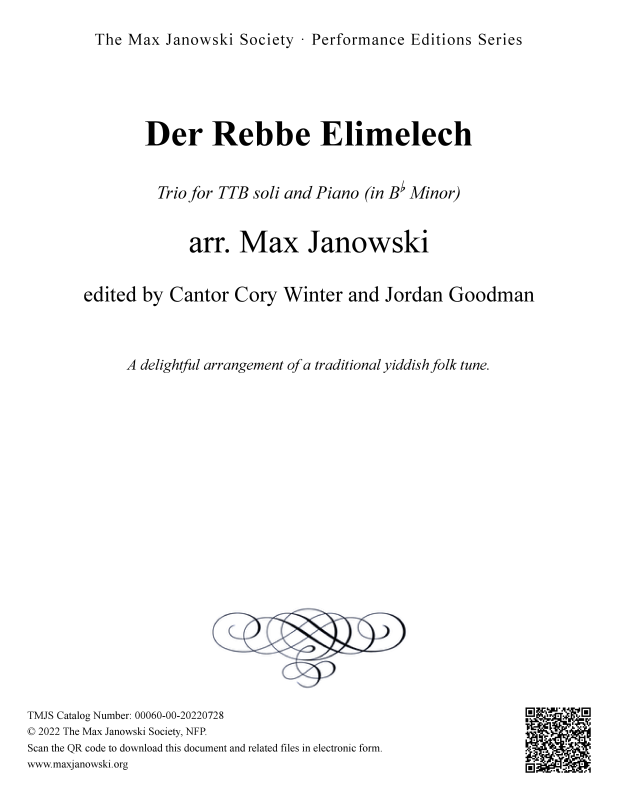 The Max Janowski Society · Performance Editions Series
Der Rebbe Elimelech
Trio for TTB soli and Piano (in B♭ Minor)
arr. Max Janowski
edited by Cantor Cory Winter and Jordan Goodman
A delightful arrangement of a traditional yiddish folk tune.
TMJS Catalog Number: 00060-00-20220728
© 2022 The Max Janowski Society, NFP.
Scan the QR code to download this document and related files in electronic form.
www.maxjanowski.org